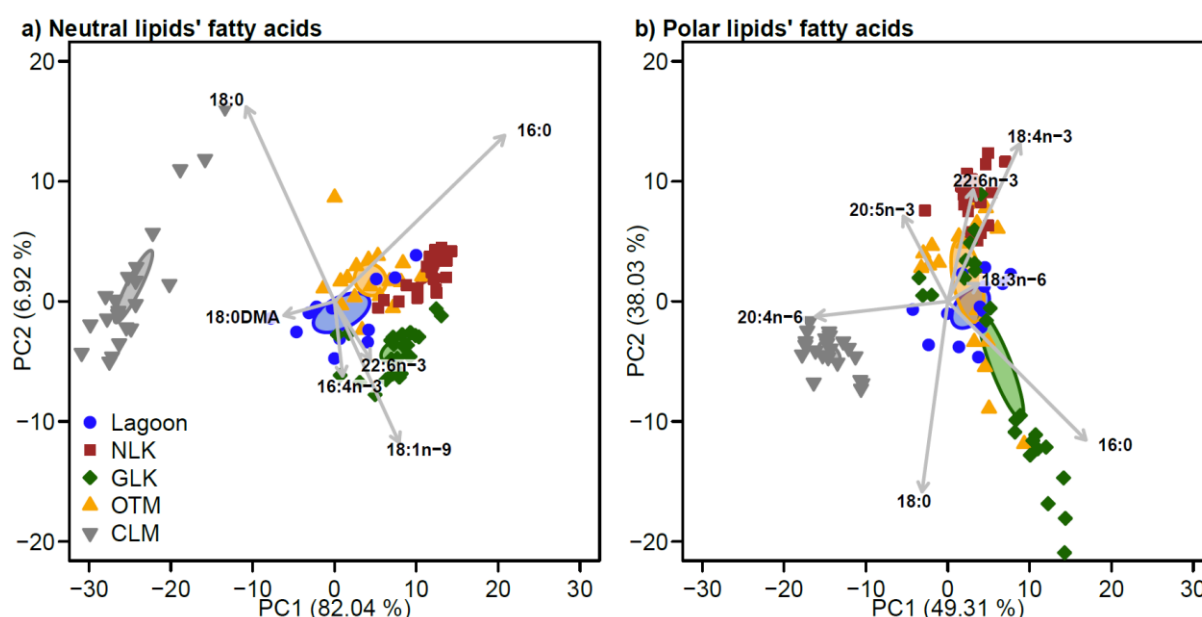 a) Neutral lipids' fatty acids
20
10
0
−10
−20
PC2 (6.92 %)
18:0
16:0
18:0DMA
22:6n−3
16:4n−3
18:1n−9
Lagoon
NLK
GLK
OTM
CLM
−30 −20 −10 0 10 20 30
PC1 (82.04 %)
b) Polar lipids' fatty acids
20
10
0
−10
−20
PC2 (38.03 %)
18:4n−3
22:6n−3
20:5n−3
18:3n−6
20:4n−6
16:0
18:0
−30 −20 −10 0 10 20 30
PC1 (49.31 %)